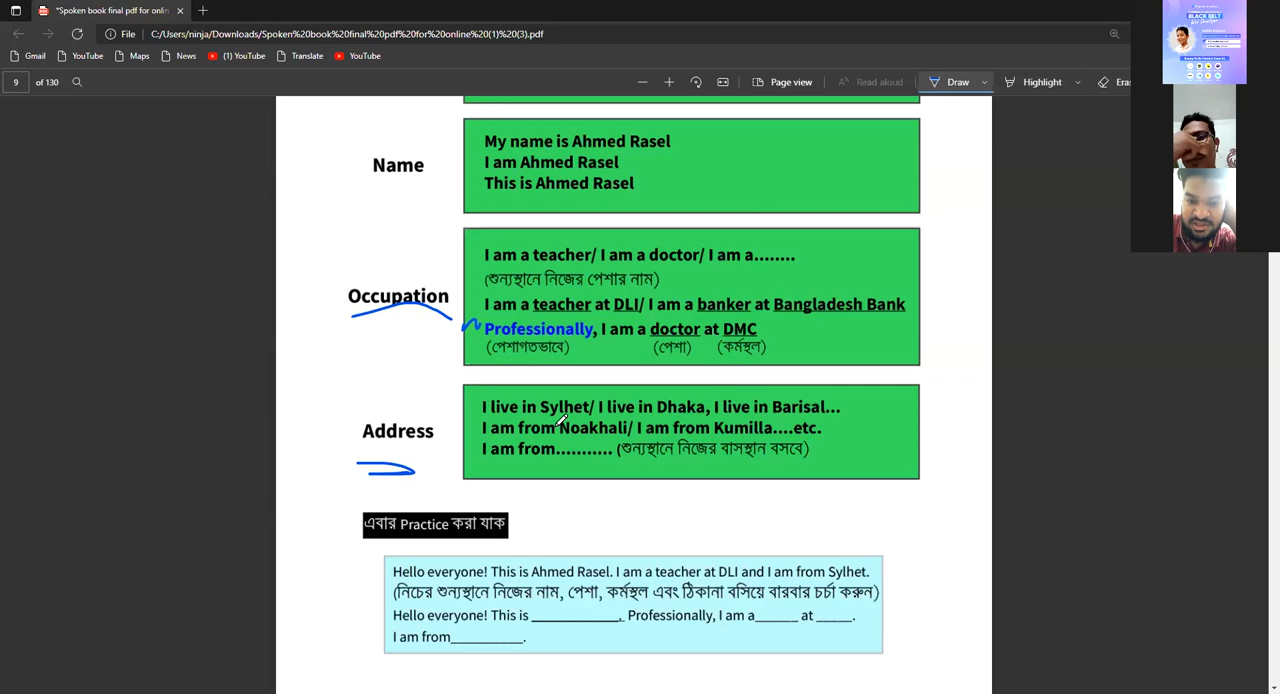 "Spoken book final pdf for onlin
File
C:/Users/ninja/Downloads/Spoken%20book%20final%20pdf%20for%20online%20(1)%20(3).pdf
Gmail YouTube Maps News (1) YouTube Translate YouTube
9 of 130 Page view Read aloud Draw Highlight Eras
BLACK BELT
Name
My name is Ahmed Rasel
I am Ahmed Rasel
This is Ahmed Rasel
Occupation
I am a teacher/ I am a doctor/ I am a........
(শুন্যস্থানে নিজের পেশার নাম)
I am a teacher at DLI/ I am a banker at Bangladesh Bank
Professionally, I am a doctor at DMC
(পেশাগতভাবে) (পেশা) (কর্মস্থল)
Address
I live in Sylhet/ I live in Dhaka, I live in Barisal...
I am from Noakhali/ I am from Kumilla....etc.
I am from........... (শুন্যস্থানে নিজের বাসস্থান বসবে)
এবার Practice করা যাক
Hello everyone! This is Ahmed Rasel. I am a teacher at DLI and I am from Sylhet.
(নিচের শুন্যস্থানে নিজের নাম, পেশা, কর্মস্থল এবং ঠিকানা বসিয়ে বারবার চর্চা করুন)
Hello everyone! This is ____________. Professionally, I am a______ at _____.
I am from__________.